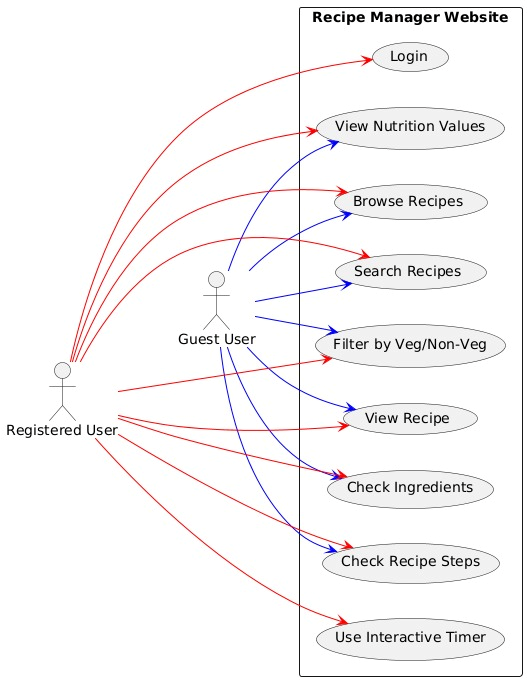 Recipe Manager Website
Login
View Nutrition Values
Browse Recipes
Search Recipes
Guest User
Filter by Veg/Non-Veg
Registered User
View Recipe
Check Ingredients
Check Recipe Steps
Use Interactive Timer